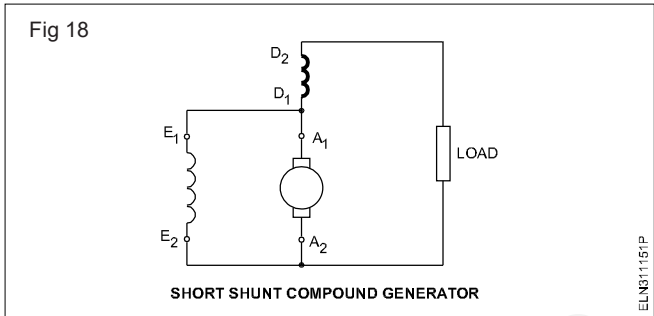 Fig 18
D2
D1
E1
A1
LOAD
E2
A2
SHORT SHUNT COMPOUND GENERATOR
ELN311151P